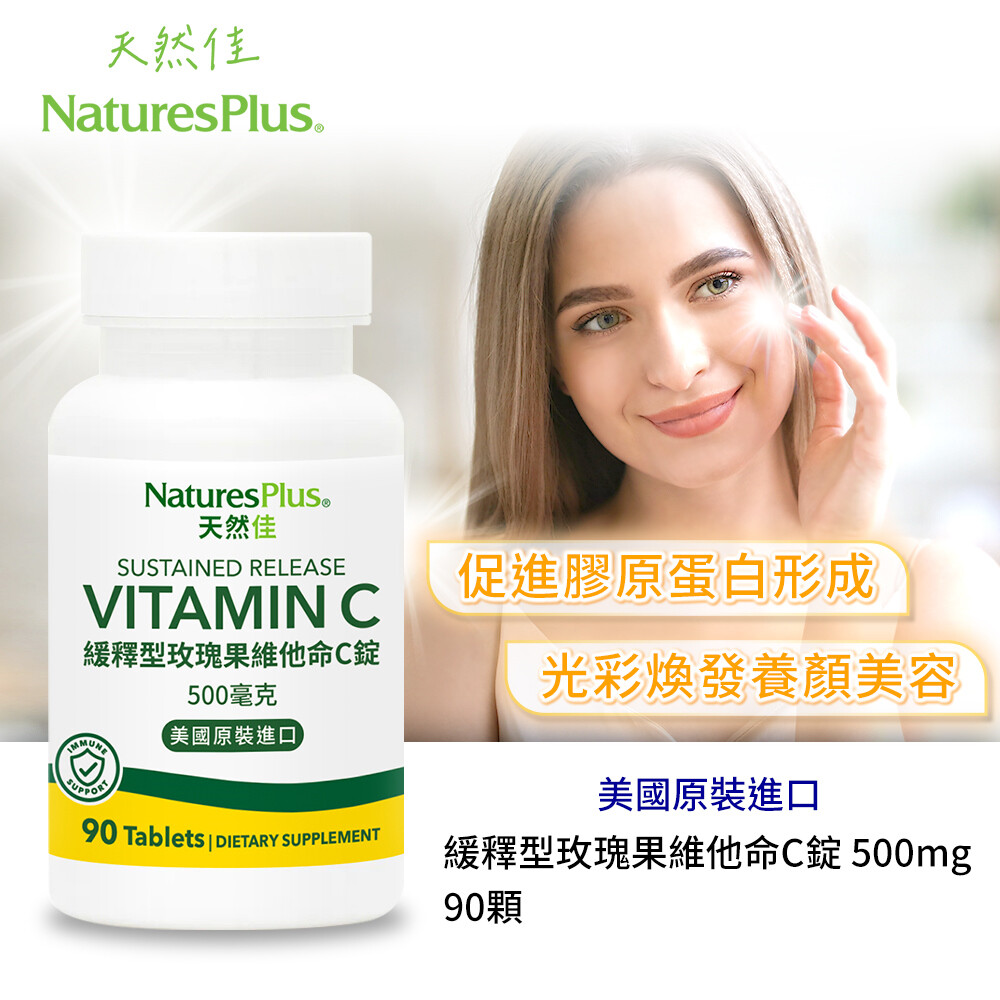 天然佳
NaturesPlus®
NaturesPlus®
天然佳
SUSTAINED RELEASE
VITAMIN C
緩釋型玫瑰果維他命C錠
500毫克
美國原裝進口
IMMUNE
SUPPORT
90 Tablets | DIETARY SUPPLEMENT
促進膠原蛋白形成
光彩煥發養顏美容
美國原裝進口
緩釋型玫瑰果維他命C錠 500mg
90顆